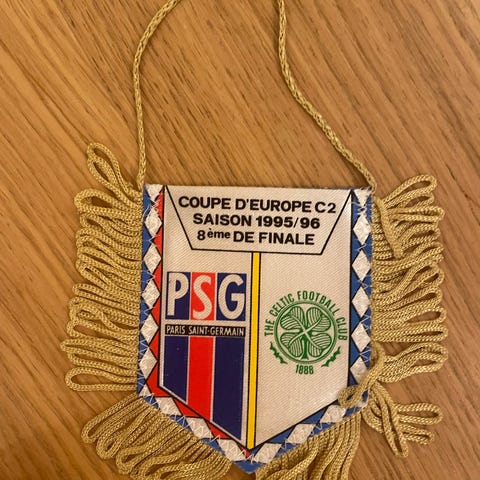 COUPE D'EUROPE C2
SAISON 1995/96
8ème DE FINALE
PSG
PARIS SAINT-GERMAIN
THE CELTIC FOOTBALL CLUB
1888